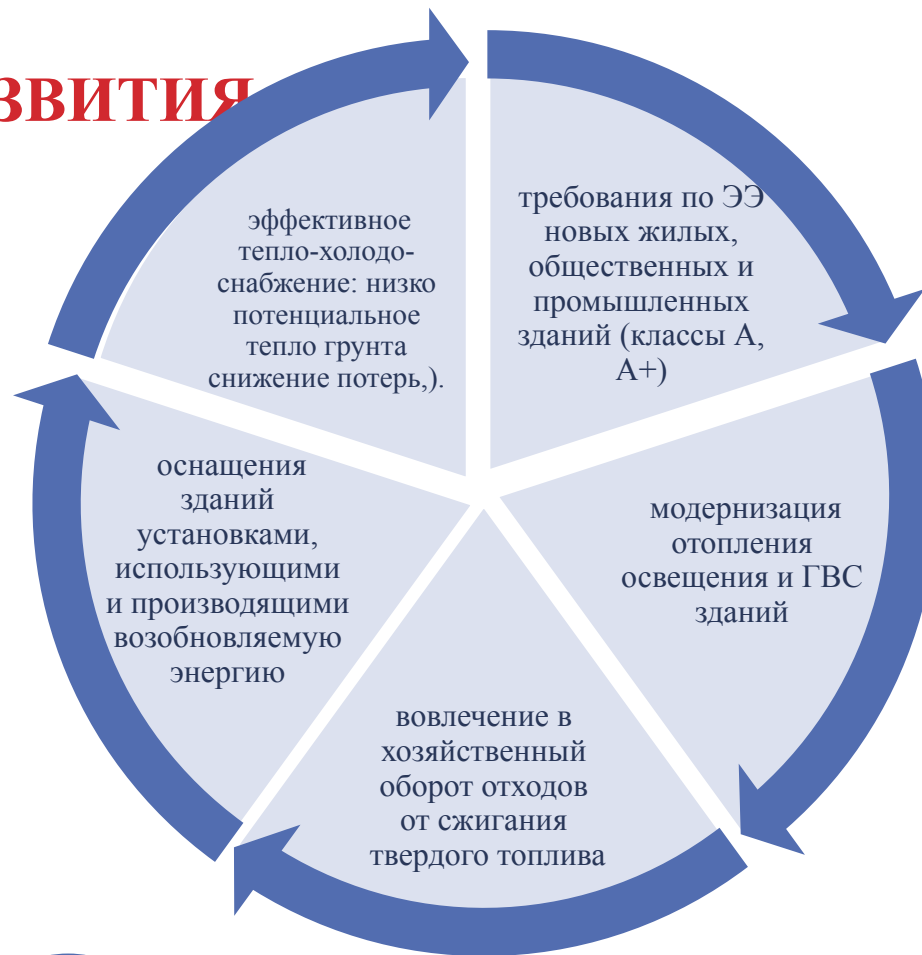 ЗВИТИЯ
требования по ЭЭ
новых жилых,
общественных и
промышленных
зданий (классы А,
А+)
модернизация
отопления
освещения и ГВС
зданий
вовлечение в
хозяйственный
оборот отходов
от сжигания
твердого топлива
оснащения
зданий
установками,
использующими
и производящими
возобновляемую
энергию
эффективное
тепло-холодо-
снабжение: низко
потенциальное
тепло грунта
снижение потерь,).